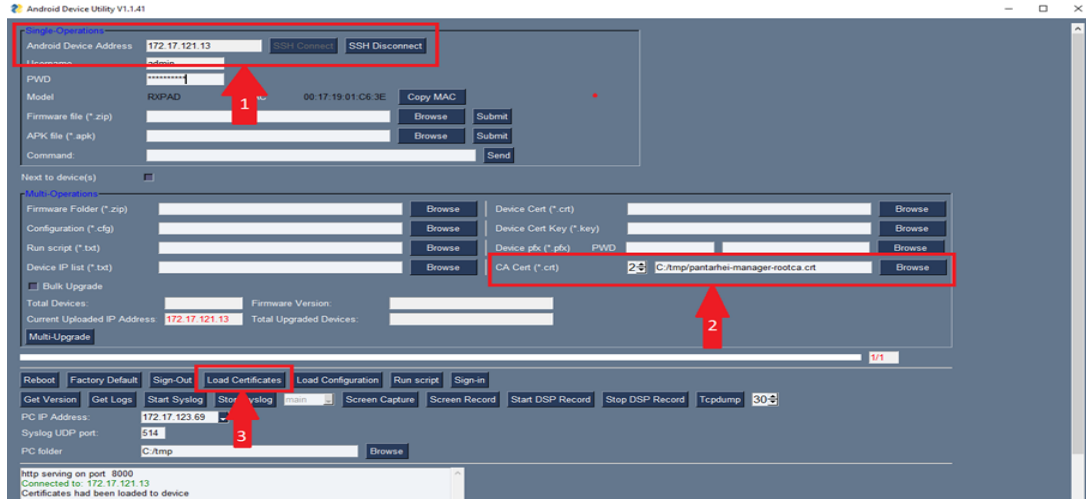 Android Device Utility V1.1.41
Single-Operations
Android Device Address 172.17.121.13 SSH Connect SSH Disconnect
Username admin
PWD **********
Model RXPAD 00:17:19:01:C6:3E Copy MAC
1
Firmware file (*.zip) Browse Submit
APK file (*.apk) Browse Submit
Command: Send
Next to device(s)
Multi-Operations
Firmware Folder (*.zip) Browse Device Cert (*.crt) Browse
Configuration (*.cfg) Browse Device Cert Key (*.key) Browse
Run script (*.txt) Browse Device pfx (*.pfx) PWD Browse
Device IP list (*.txt) Browse CA Cert (*.crt) 2 C:/tmp/pantarhei-manager-rootca.crt Browse
Bulk Upgrade
Total Devices: Firmware Version:
Current Uploaded IP Address: 172.17.121.13 Total Upgraded Devices:
2
Multi-Upgrade
1/1
Reboot Factory Default Sign-Out Load Certificates Load Configuration Run script Sign-in
Get Version Get Logs Start Syslog Stop Syslog main Screen Capture Screen Record Start DSP Record Stop DSP Record Tcpdump 30
PC IP Address: 172.17.123.69
Syslog UDP port: 514
3
PC folder C:/tmp Browse
http serving on port 8000
Connected to: 172.17.121.13
Certificates had been loaded to device